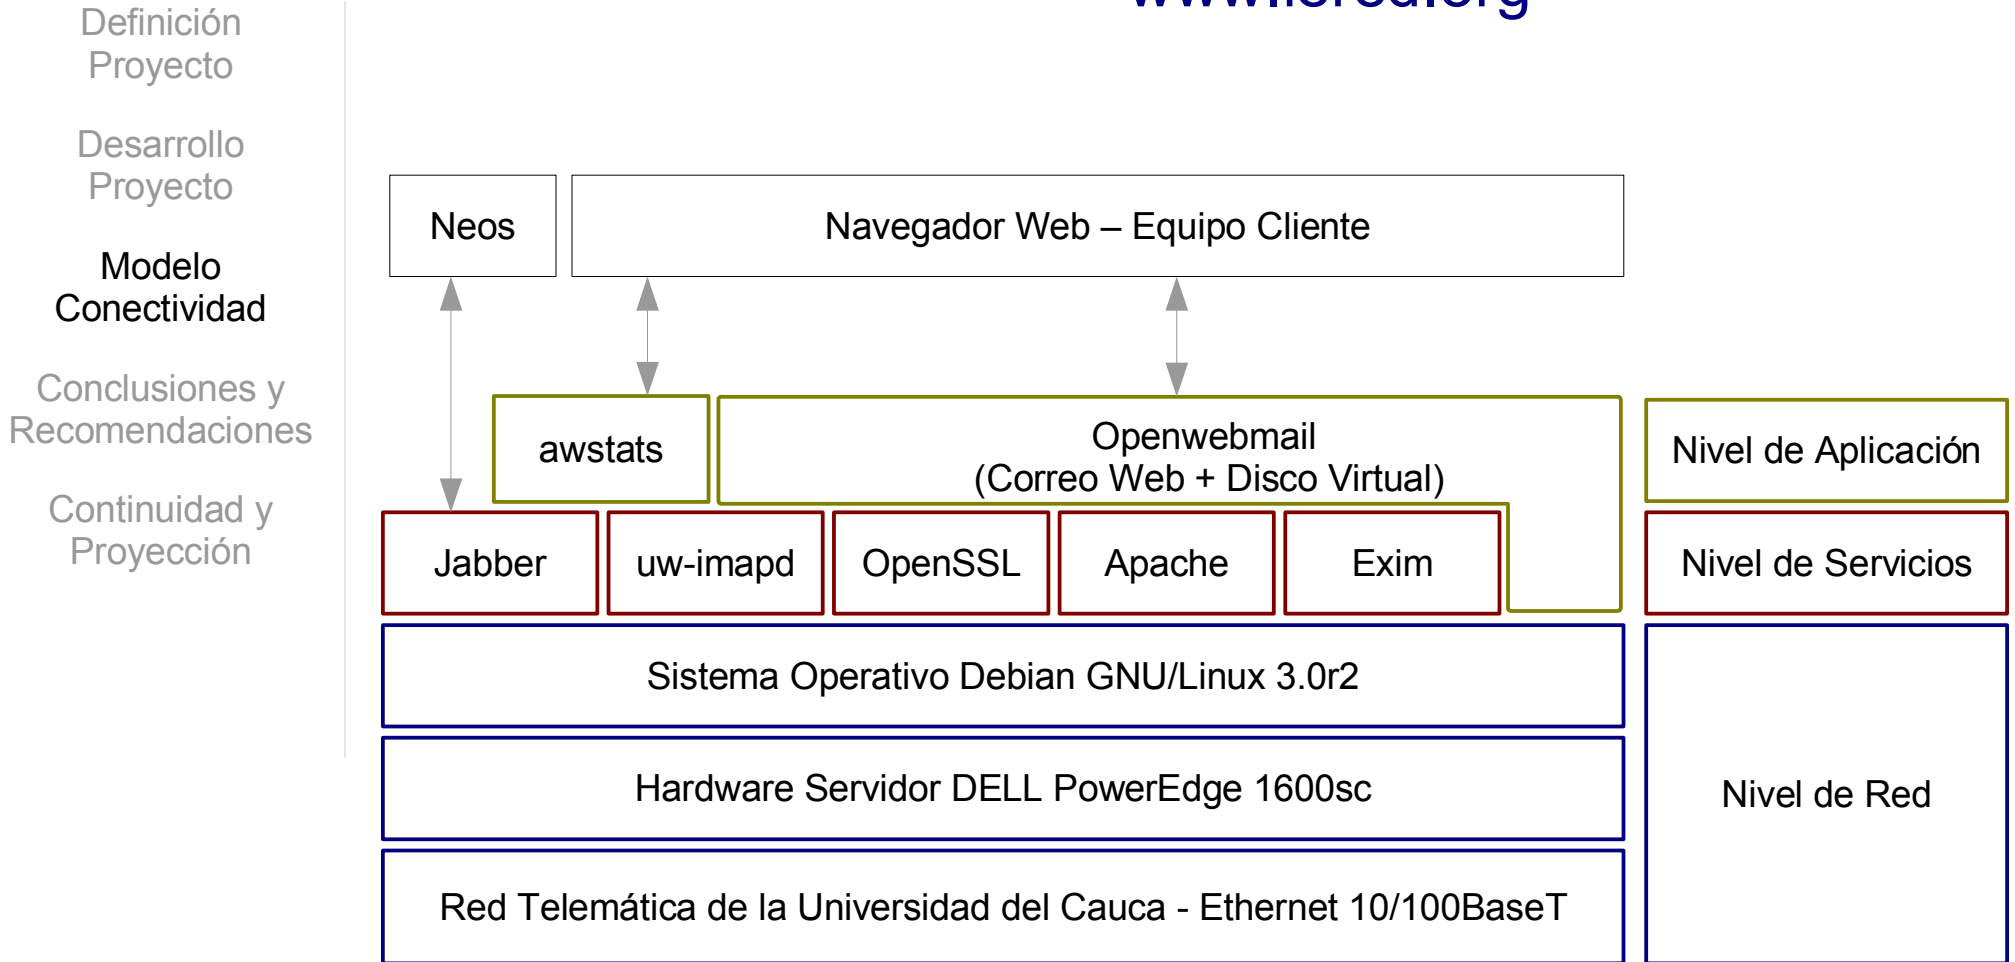 Definición
Proyecto
Desarrollo
Proyecto
Modelo
Conectividad
Conclusiones y
Recomendaciones
Continuidad y
Proyección
Neos
Navegador Web – Equipo Cliente
awstats
Openwebmail
(Correo Web + Disco Virtual)
Nivel de Aplicación
Jabber
uw-imapd
OpenSSL
Apache
Exim
Nivel de Servicios
Sistema Operativo Debian GNU/Linux 3.0r2
Hardware Servidor DELL PowerEdge 1600sc
Nivel de Red
Red Telemática de la Universidad del Cauca - Ethernet 10/100BaseT